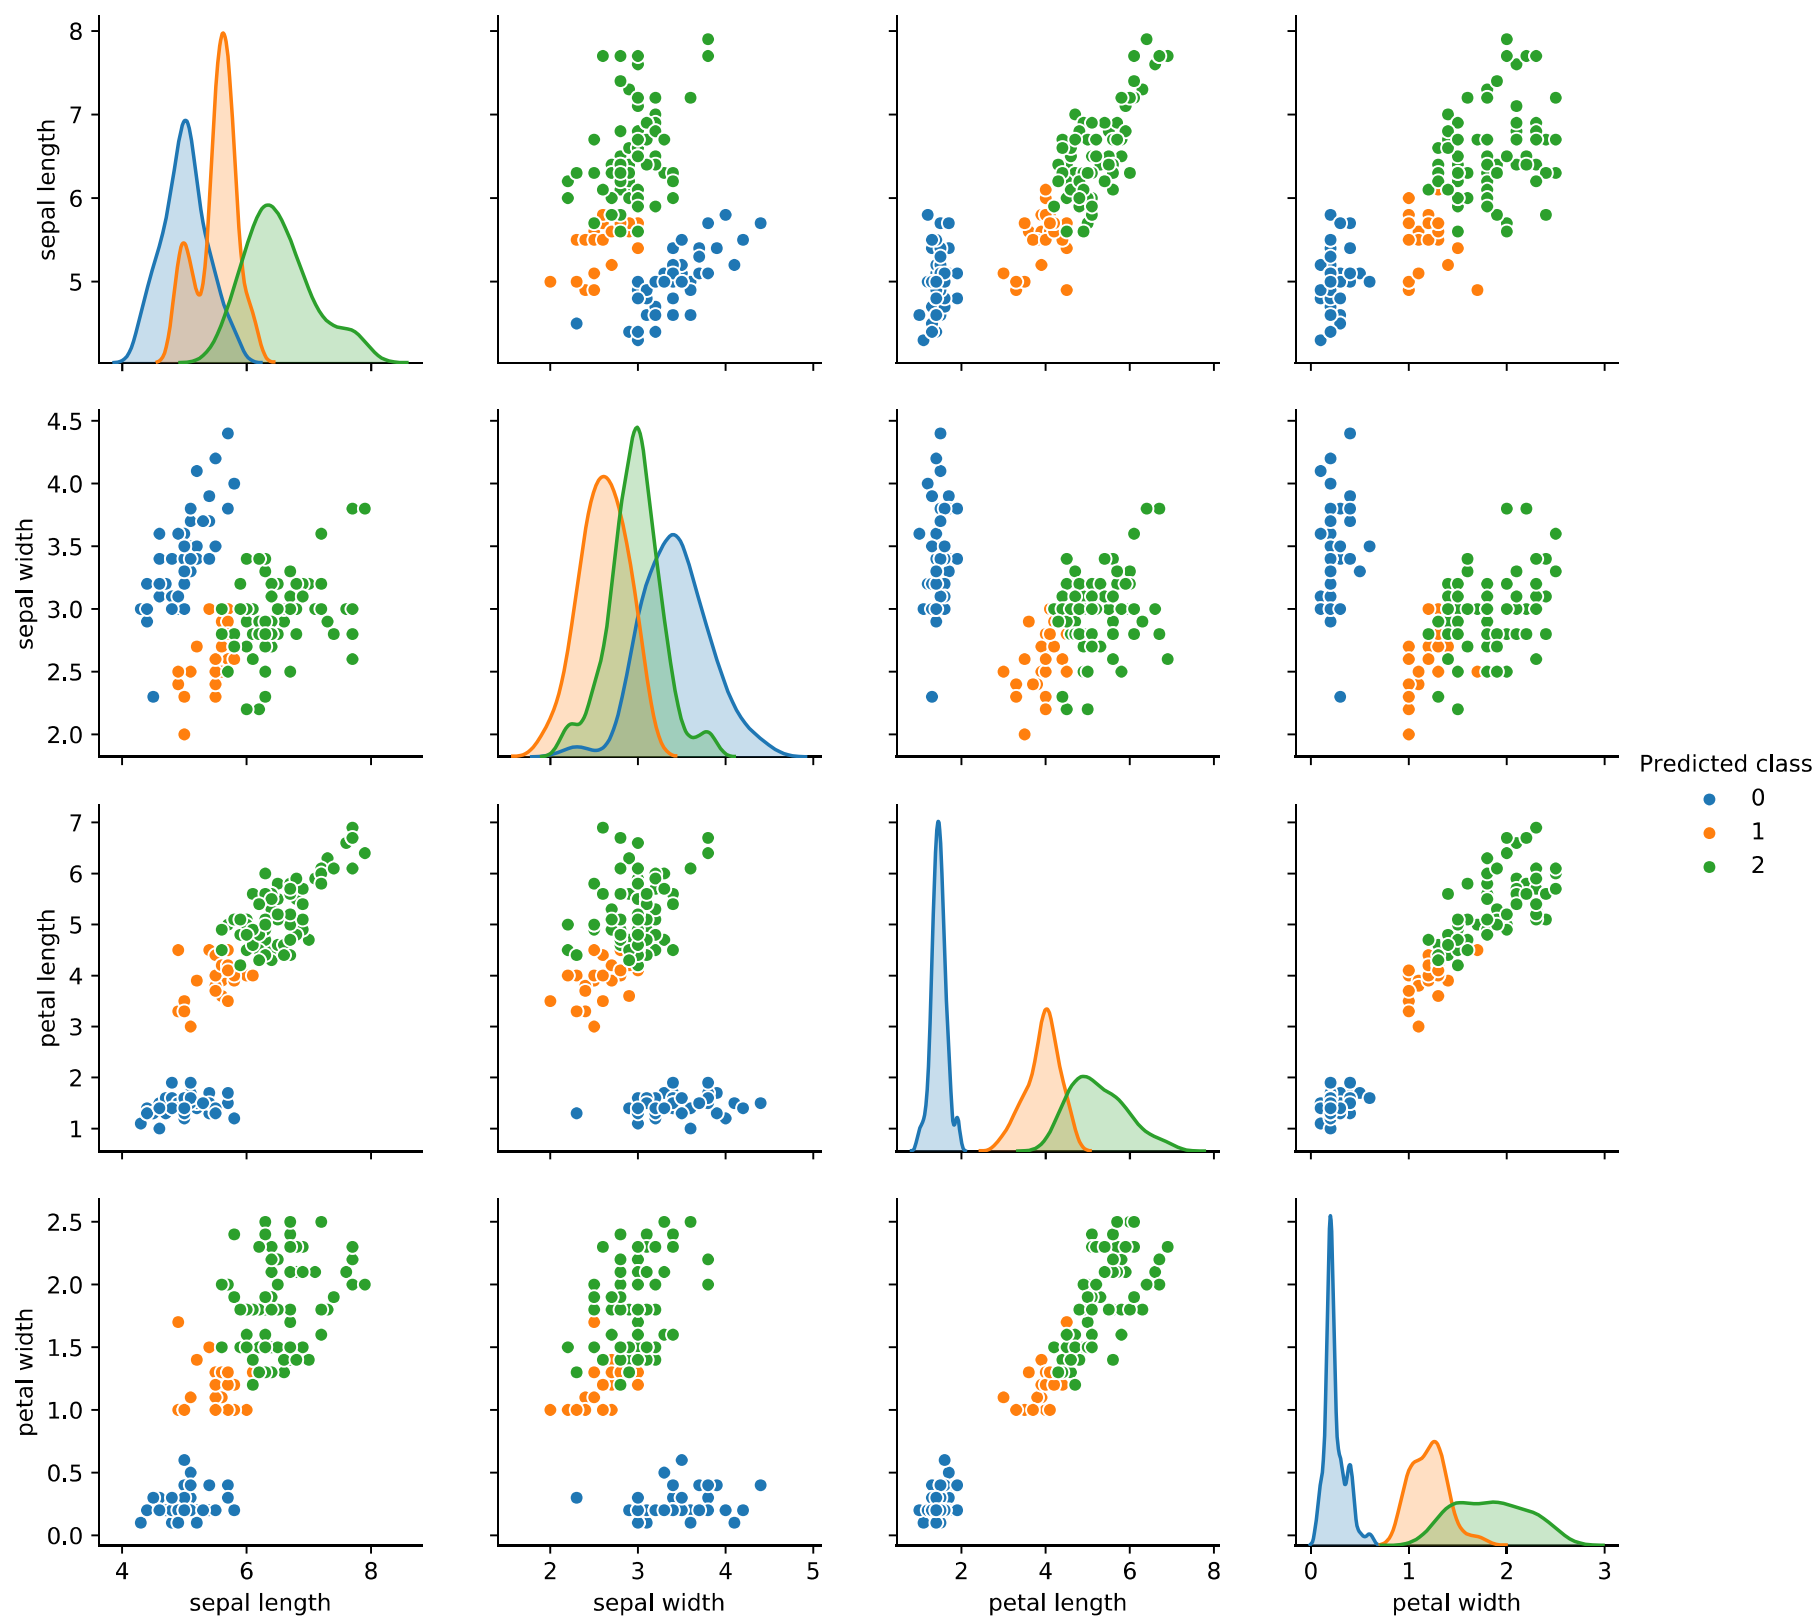 8
7
6
5
sepal length
4.5
4.0
3.5
3.0
2.5
2.0
sepal width
Predicted class
0
1
2
7
6
5
4
3
2
1
petal length
2.5
2.0
1.5
1.0
0.5
0.0
petal width
4 6 8
2 3 4 5
2 4 6 8
0 1 2 3
sepal length
sepal width
petal length
petal width